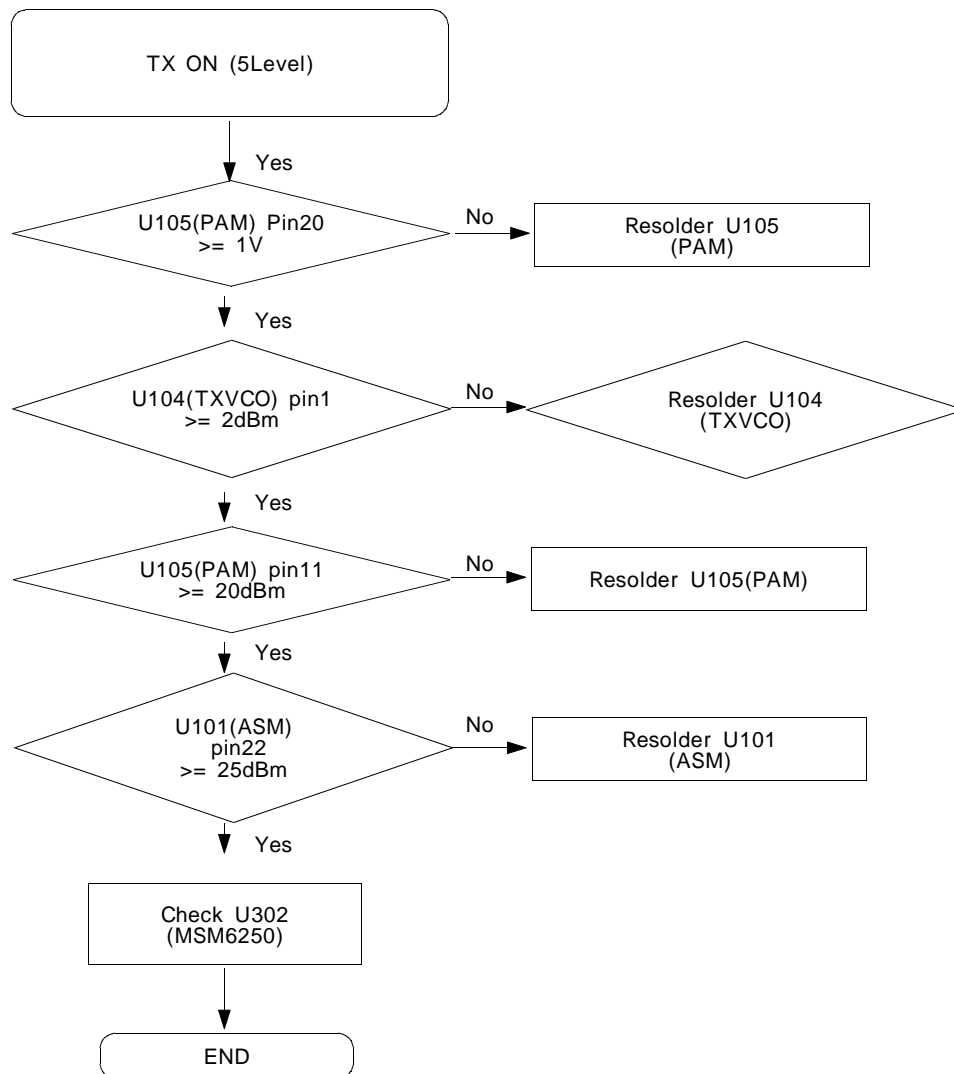 TX ON (5Level)
Yes
U105(PAM) Pin20
>= 1V
No
Resolder U105
(PAM)
Yes
U104(TXVCO) pin1
>= 2dBm
No
Resolder U104
(TXVCO)
Yes
U105(PAM) pin11
>= 20dBm
No
Resolder U105(PAM)
Yes
U101(ASM)
pin22
>= 25dBm
No
Resolder U101
(ASM)
Yes
Check U302
(MSM6250)
END